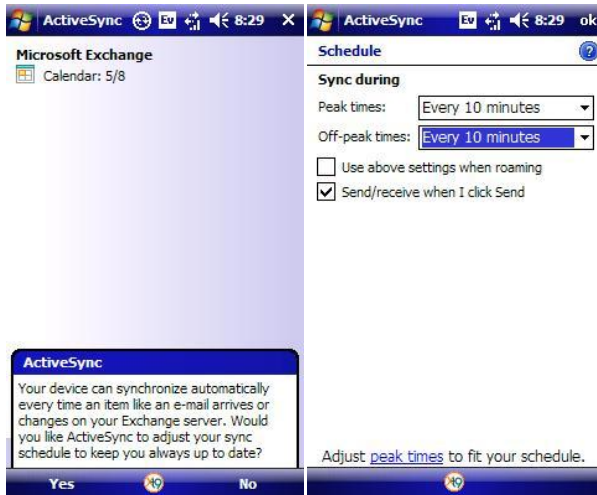 ActiveSync Ev 8:29 X
Microsoft Exchange
Calendar: 5/8
ActiveSync
Your device can synchronize automatically
every time an item like an e-mail arrives or
changes on your Exchange server. Would
you like ActiveSync to adjust your sync
schedule to keep you always up to date?
Yes No
ActiveSync Ev 8:29 ok
Schedule ?
Sync during
Peak times: Every 10 minutes
Off-peak times: Every 10 minutes
Use above settings when roaming
Send/receive when I click Send
Adjust peak times to fit your schedule.